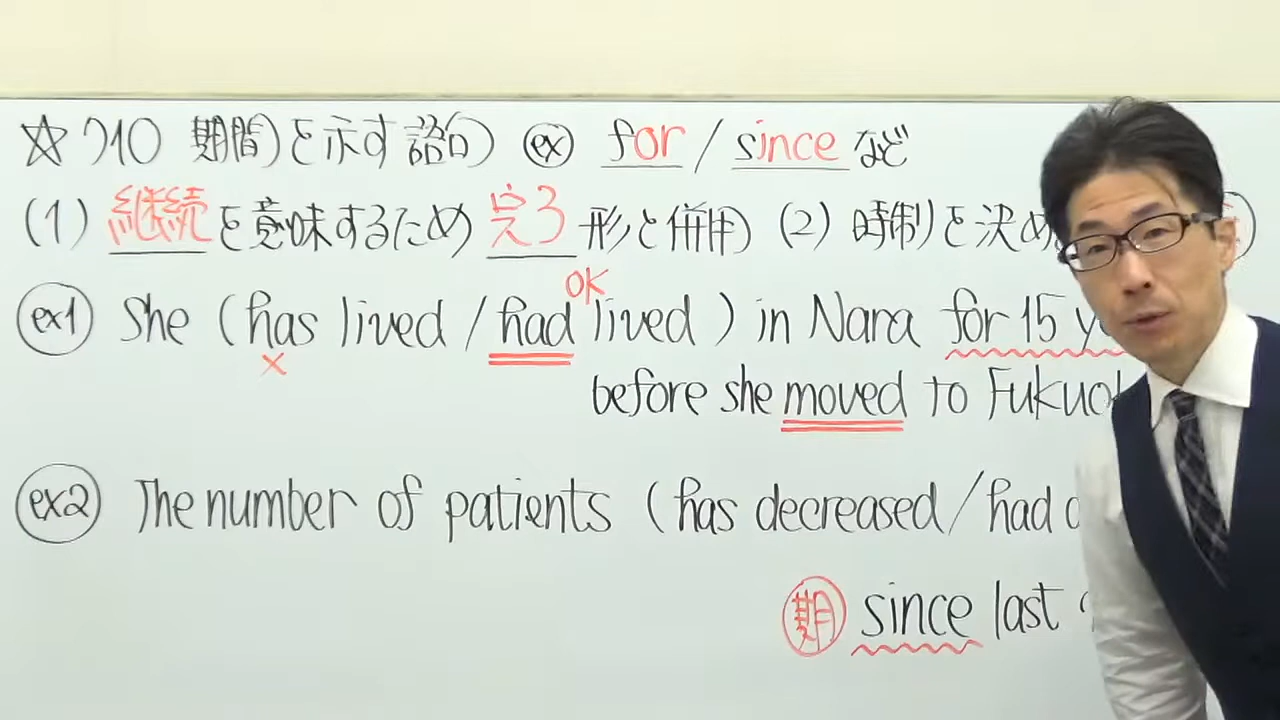 ☆つ10 期間を示す語句 ex for / since など
(1) 継続を意味するため完了形と併用 (2) 時制を決め
OK
ex1 She (has lived / had lived) in Nara for 15
×
before she moved to
ex2 The number of patients (has decreased / had
期 since last